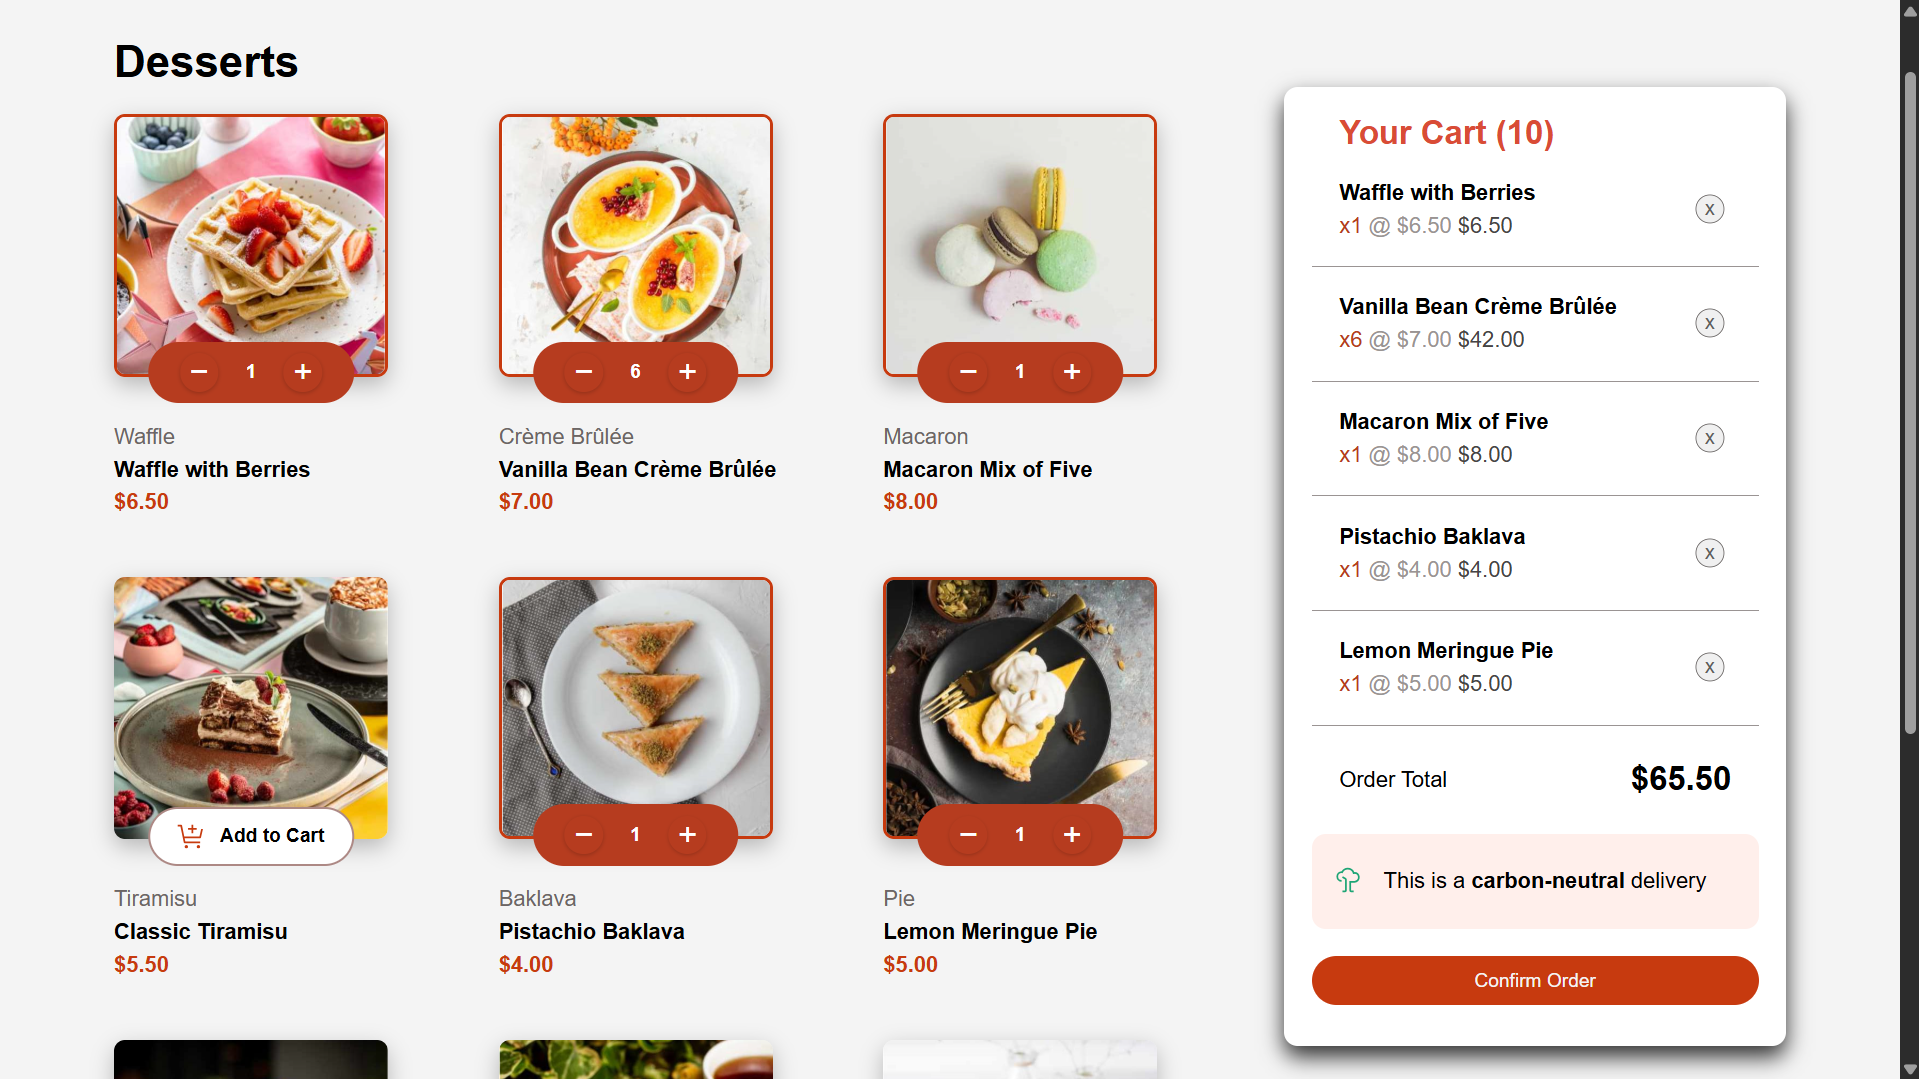 Desserts
− 1 +
Waffle
Waffle with Berries
$6.50
− 6 +
Crème Brûlée
Vanilla Bean Crème Brûlée
$7.00
− 1 +
Macaron
Macaron Mix of Five
$8.00
Add to Cart
Tiramisu
Classic Tiramisu
$5.50
− 1 +
Baklava
Pistachio Baklava
$4.00
− 1 +
Pie
Lemon Meringue Pie
$5.00
Your Cart (10)
Waffle with Berries
x1 @ $6.50 $6.50
X
Vanilla Bean Crème Brûlée
x6 @ $7.00 $42.00
X
Macaron Mix of Five
x1 @ $8.00 $8.00
X
Pistachio Baklava
x1 @ $4.00 $4.00
X
Lemon Meringue Pie
x1 @ $5.00 $5.00
X
Order Total $65.50
This is a carbon-neutral delivery
Confirm Order